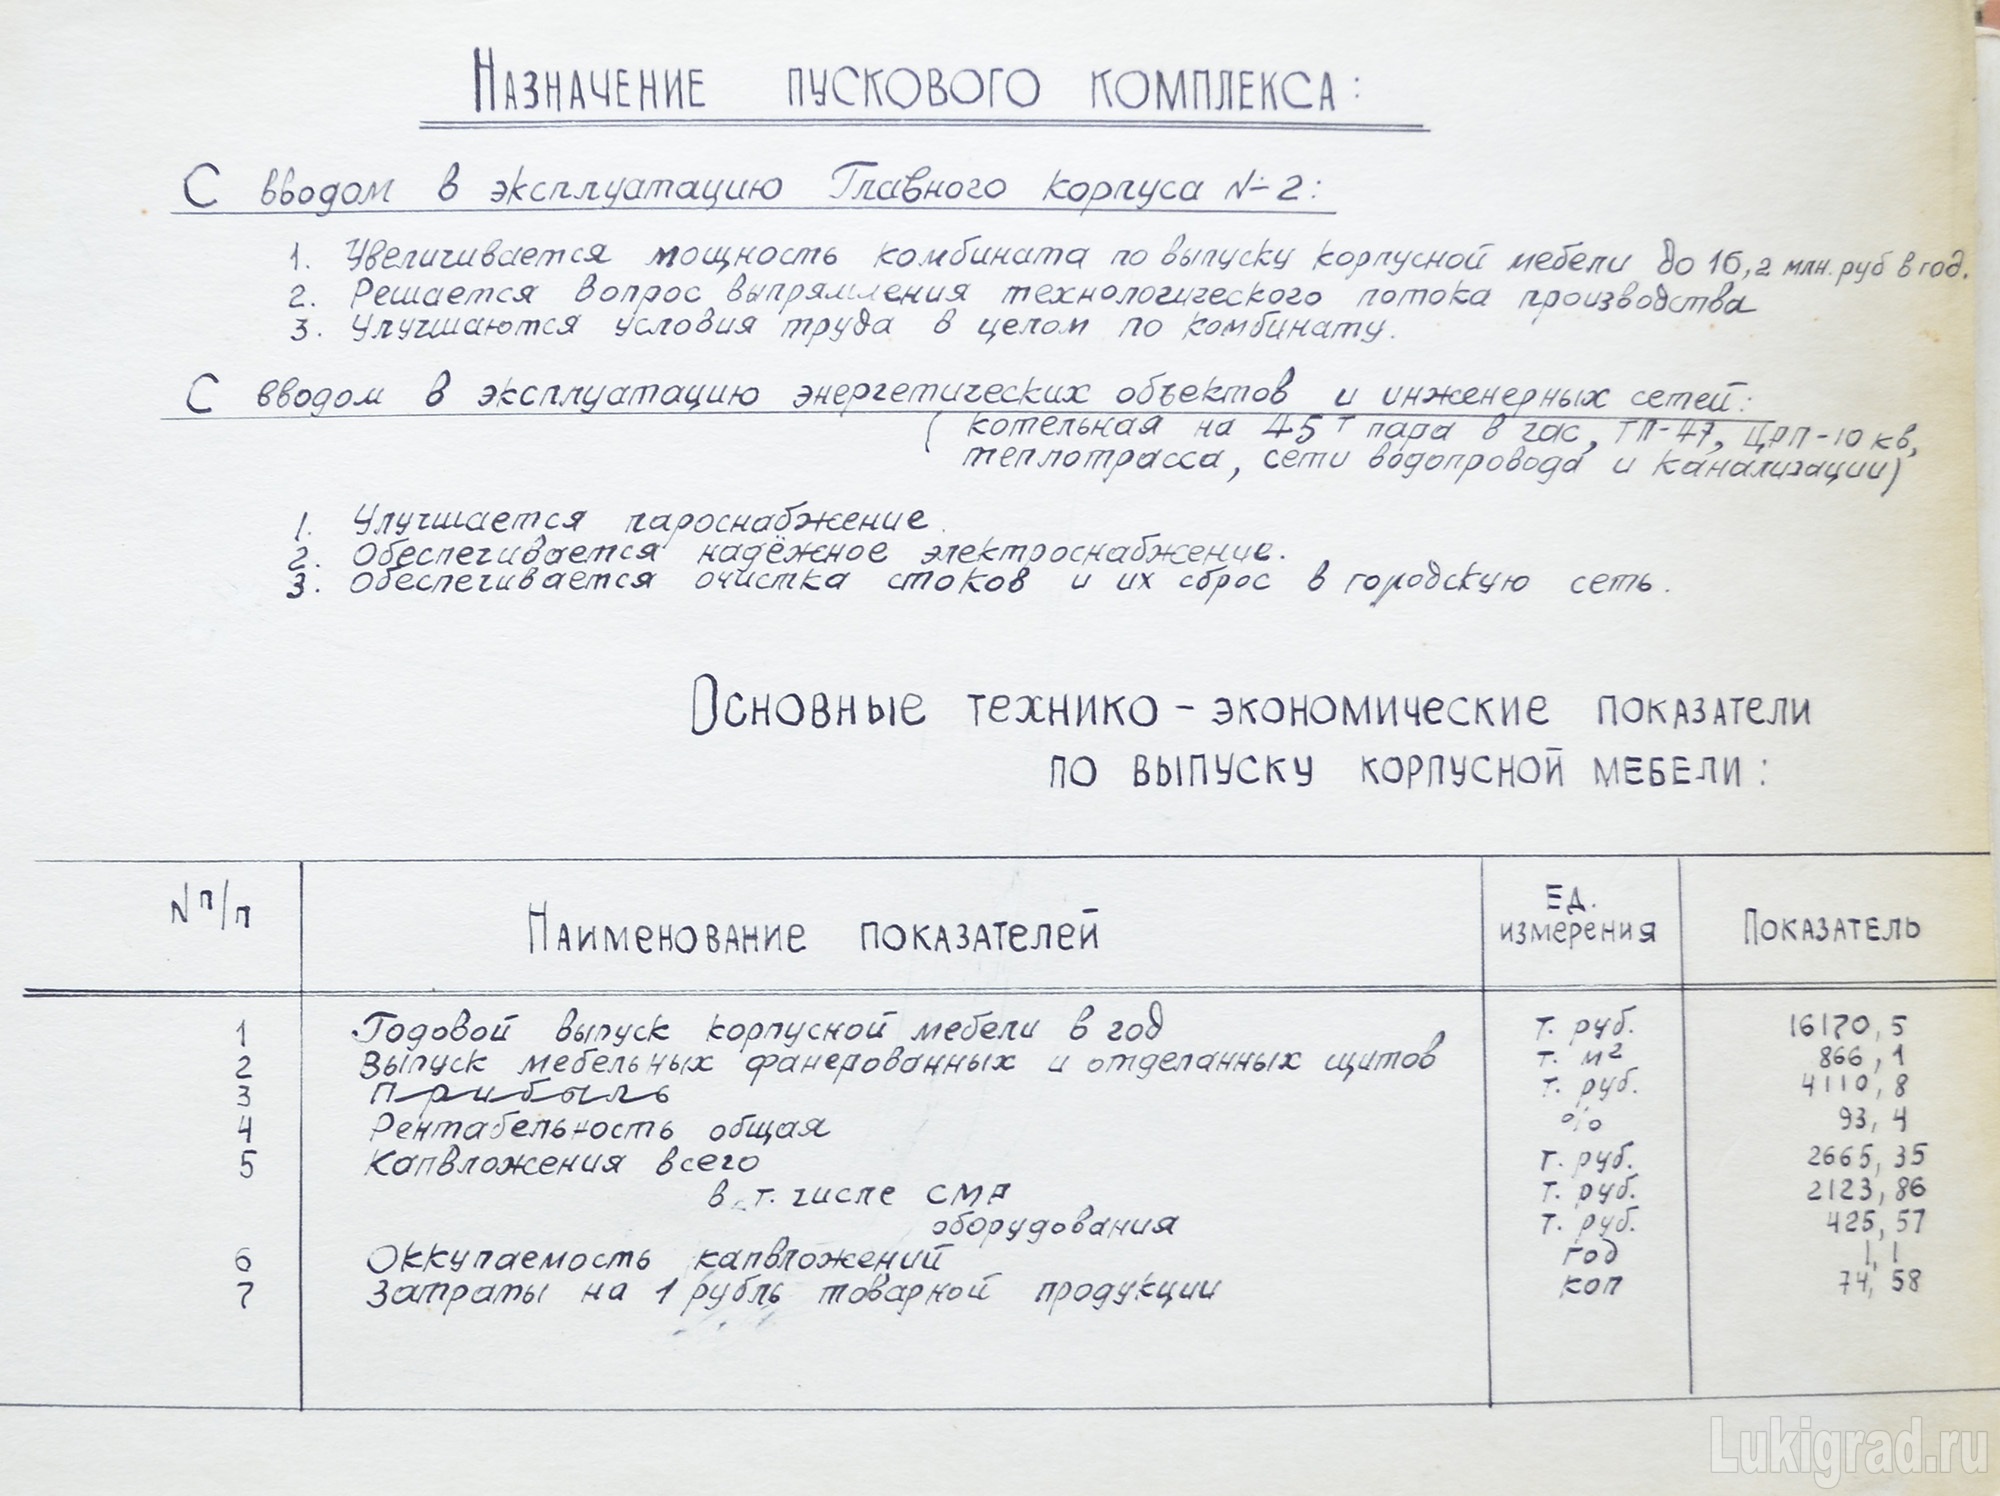 Назначение пускового комплекса:
С вводом в эксплуатацию Главного корпуса №2:
1. Увеличивается мощность комбината по выпуску корпусной мебели до 16,2 млн. руб в год.
2. Решается вопрос выпрямления технологического потока производства
3. Улучшаются условия труда в целом по комбинату.
С вводом в эксплуатацию энергетических объектов и инженерных сетей:
(котельная на 45 т пара в час, ТП-47, ЦРП-10 кв,
теплотрасса, сети водопровода и канализации)
1. Улучшается пароснабжение.
2. Обеспечивается надёжное электроснабжение.
3. Обеспечивается очистка стоков и их сброс в городскую сеть.
Основные технико-экономические показатели
по выпуску корпусной мебели:
N п/п Наименование показателей Ед. измерения Показатель
1 Годовой выпуск корпусной мебели в год т. руб. 16170,5
2 Выпуск мебельных фанерованных и отделанных щитов т. м² 866,1
3 Прибыль т. руб. 4110,8
4 Рентабельность общая % 93,4
5 Капвложения всего т. руб. 2665,35
в т. числе СМР т. руб. 2123,86
оборудования т. руб. 425,57
6 Оккупаемость капвложений год 1,1
7 Затраты на 1 рубль товарной продукции коп 74,58
Lukigrad.ru